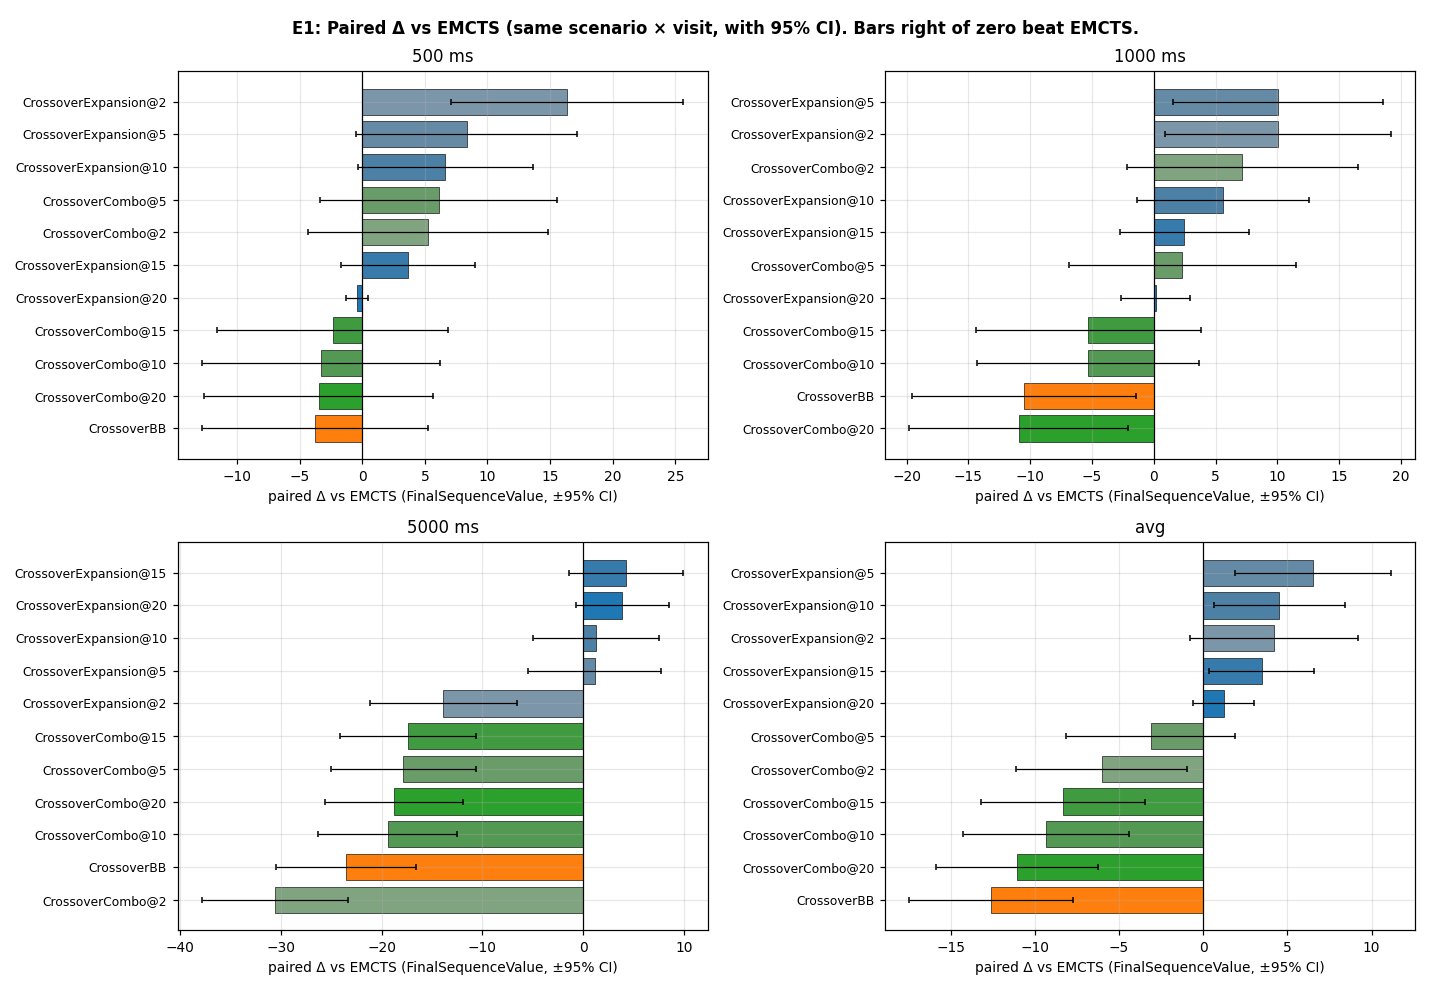 E1: Paired Δ vs EMCTS (same scenario × visit, with 95% CI). Bars right of zero beat EMCTS.
500 ms
CrossoverExpansion@2
CrossoverExpansion@5
CrossoverExpansion@10
CrossoverCombo@5
CrossoverCombo@2
CrossoverExpansion@15
CrossoverExpansion@20
CrossoverCombo@15
CrossoverCombo@10
CrossoverCombo@20
CrossoverBB
−10 −5 0 5 10 15 20 25
paired Δ vs EMCTS (FinalSequenceValue, ±95% CI)
1000 ms
CrossoverExpansion@5
CrossoverExpansion@2
CrossoverCombo@2
CrossoverExpansion@10
CrossoverExpansion@15
CrossoverCombo@5
CrossoverExpansion@20
CrossoverCombo@15
CrossoverCombo@10
CrossoverBB
CrossoverCombo@20
−20 −15 −10 −5 0 5 10 15 20
paired Δ vs EMCTS (FinalSequenceValue, ±95% CI)
5000 ms
CrossoverExpansion@15
CrossoverExpansion@20
CrossoverExpansion@10
CrossoverExpansion@5
CrossoverExpansion@2
CrossoverCombo@15
CrossoverCombo@5
CrossoverCombo@20
CrossoverCombo@10
CrossoverBB
CrossoverCombo@2
−40 −30 −20 −10 0 10
paired Δ vs EMCTS (FinalSequenceValue, ±95% CI)
avg
CrossoverExpansion@5
CrossoverExpansion@10
CrossoverExpansion@2
CrossoverExpansion@15
CrossoverExpansion@20
CrossoverCombo@5
CrossoverCombo@2
CrossoverCombo@15
CrossoverCombo@10
CrossoverCombo@20
CrossoverBB
−15 −10 −5 0 5 10
paired Δ vs EMCTS (FinalSequenceValue, ±95% CI)